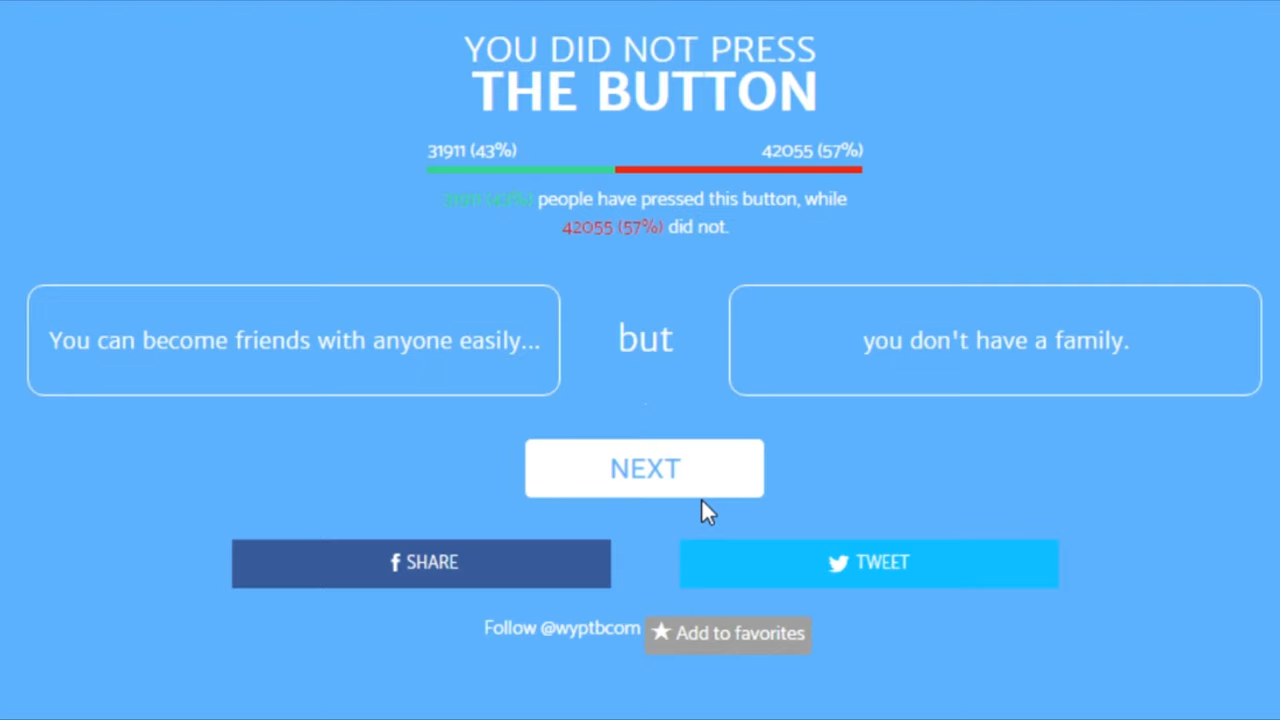 YOU DID NOT PRESS
THE BUTTON
31911 (43%) 42055 (57%)
31911 (43%) people have pressed this button, while
42055 (57%) did not.
You can become friends with anyone easily...
but
you don't have a family.
NEXT
SHARE
TWEET
Follow @wyptbcom
Add to favorites